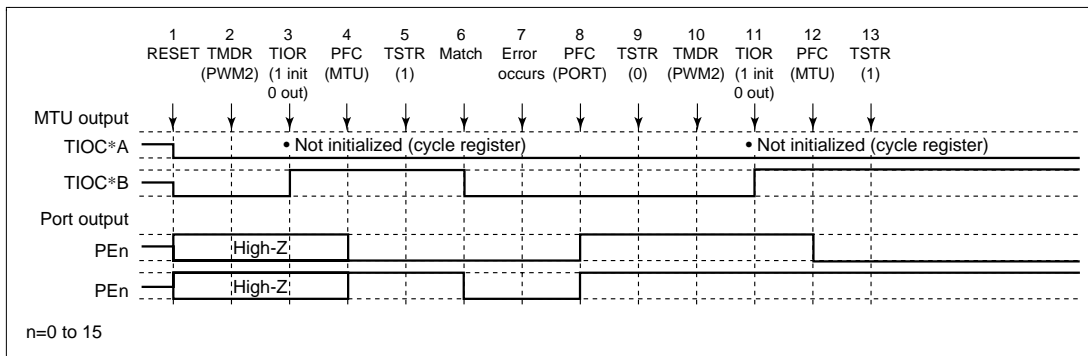 1 2 3 4 5 6 7 8 9 10 11 12 13
RESET TMDR TIOR PFC TSTR Match Error PFC TSTR TMDR TIOR PFC TSTR
(PWM2) (1 init (MTU) (1) occurs (PORT) (0) (PWM2) (1 init (MTU) (1)
0 out) 0 out)
MTU output
TIOC*A • Not initialized (cycle register) • Not initialized (cycle register)
TIOC*B
Port output
PEn High-Z
PEn High-Z
n=0 to 15